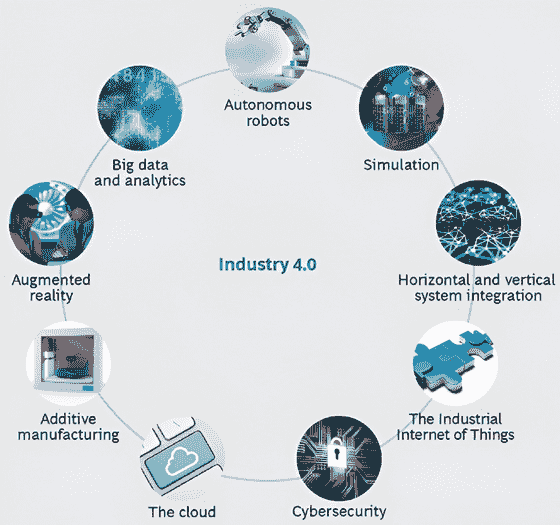 Autonomous
robots
Simulation
Horizontal and vertical
system integration
The Industrial
Internet of Things
Cybersecurity
The cloud
Additive
manufacturing
Augmented
reality
Big data
and analytics
Industry 4.0